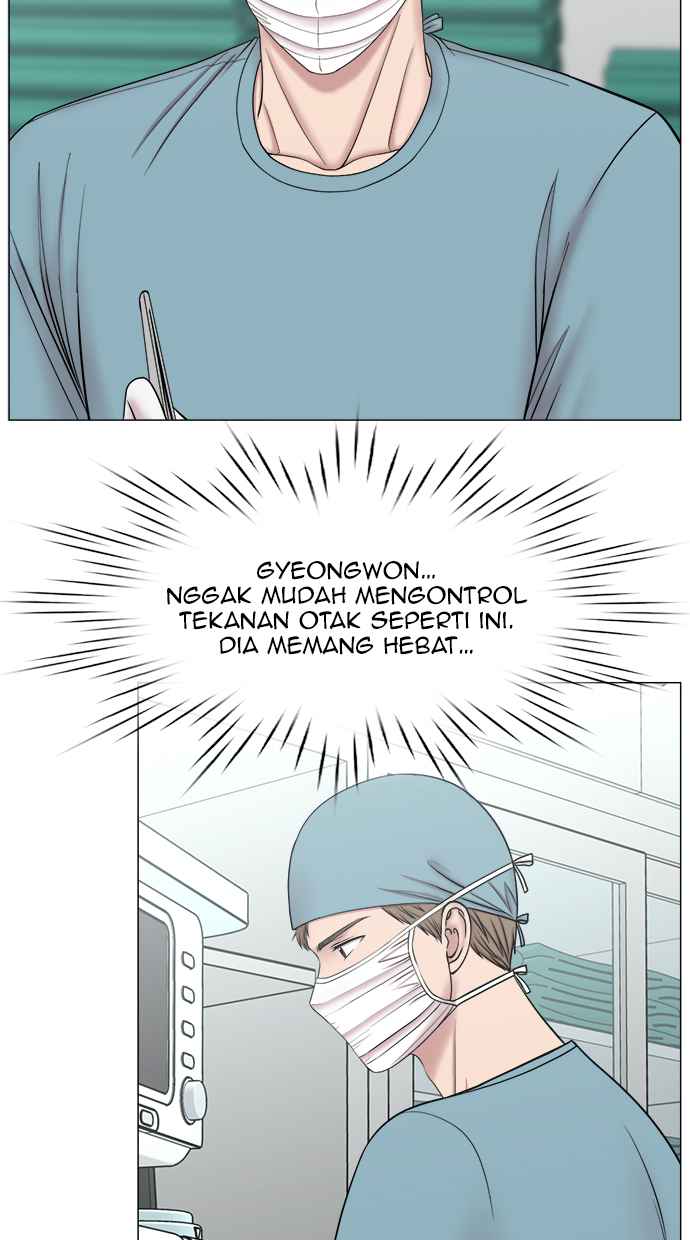 GYEONGWON...
NGGAK MUDAH MENGONTROL
TEKANAN OTAK SEPERTI INI.
DIA MEMANG HEBAT...